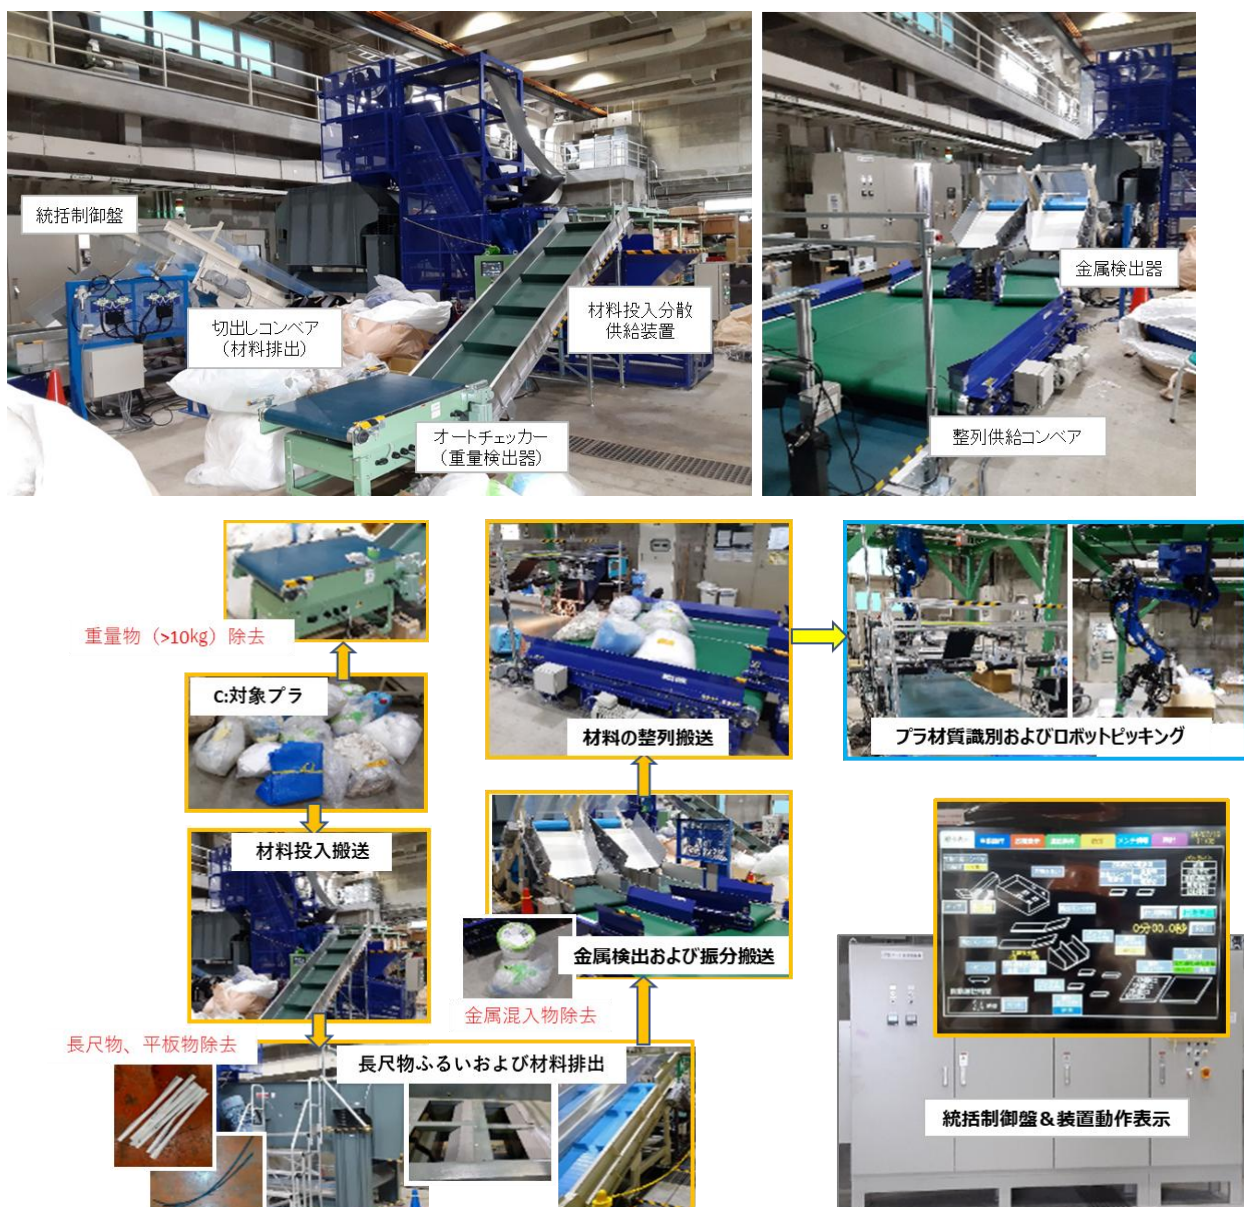 統括制御盤
切出しコンベア
（材料排出）
材料投入分散
供給装置
オートチェッカー
（重量検出器）
金属検出器
整列供給コンベア
重量物（>10kg）除去
C:対象プラ
材料投入搬送
長尺物、平板物除去
長尺物ふるいおよび材料排出
金属混入物除去
金属検出および振分搬送
材料の整列搬送
プラ材質識別およびロボットピッキング
0分00.0秒
統括制御盤＆装置動作表示